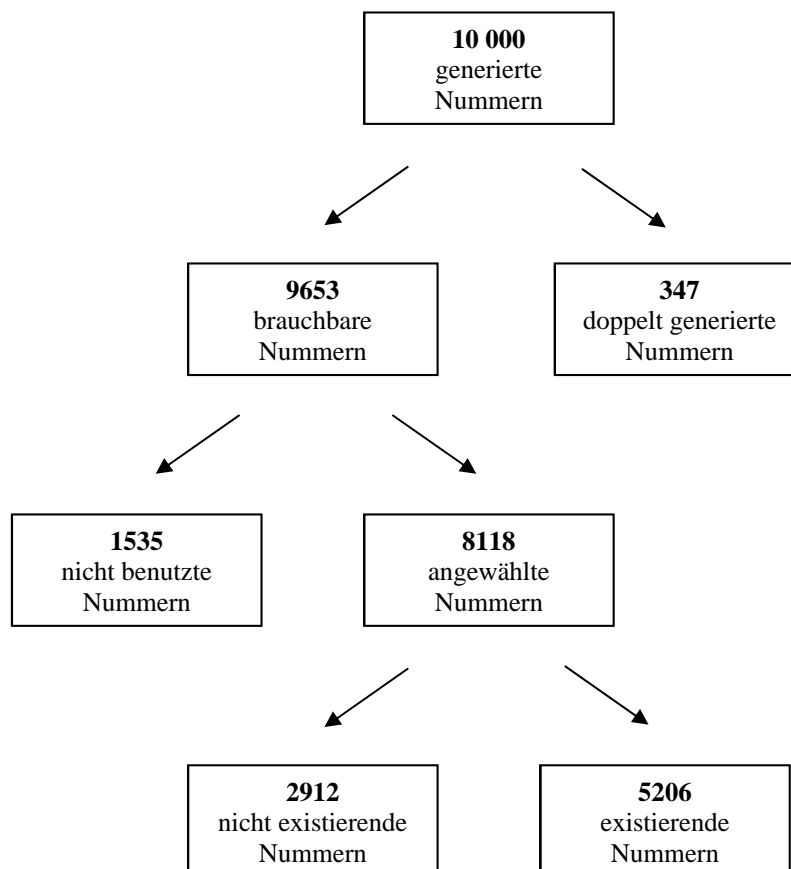 10 000
generierte
Nummern
9653
brauchbare
Nummern
347
doppelt generierte
Nummern
1535
nicht benutzte
Nummern
8118
angewählte
Nummern
2912
nicht existierende
Nummern
5206
existierende
Nummern